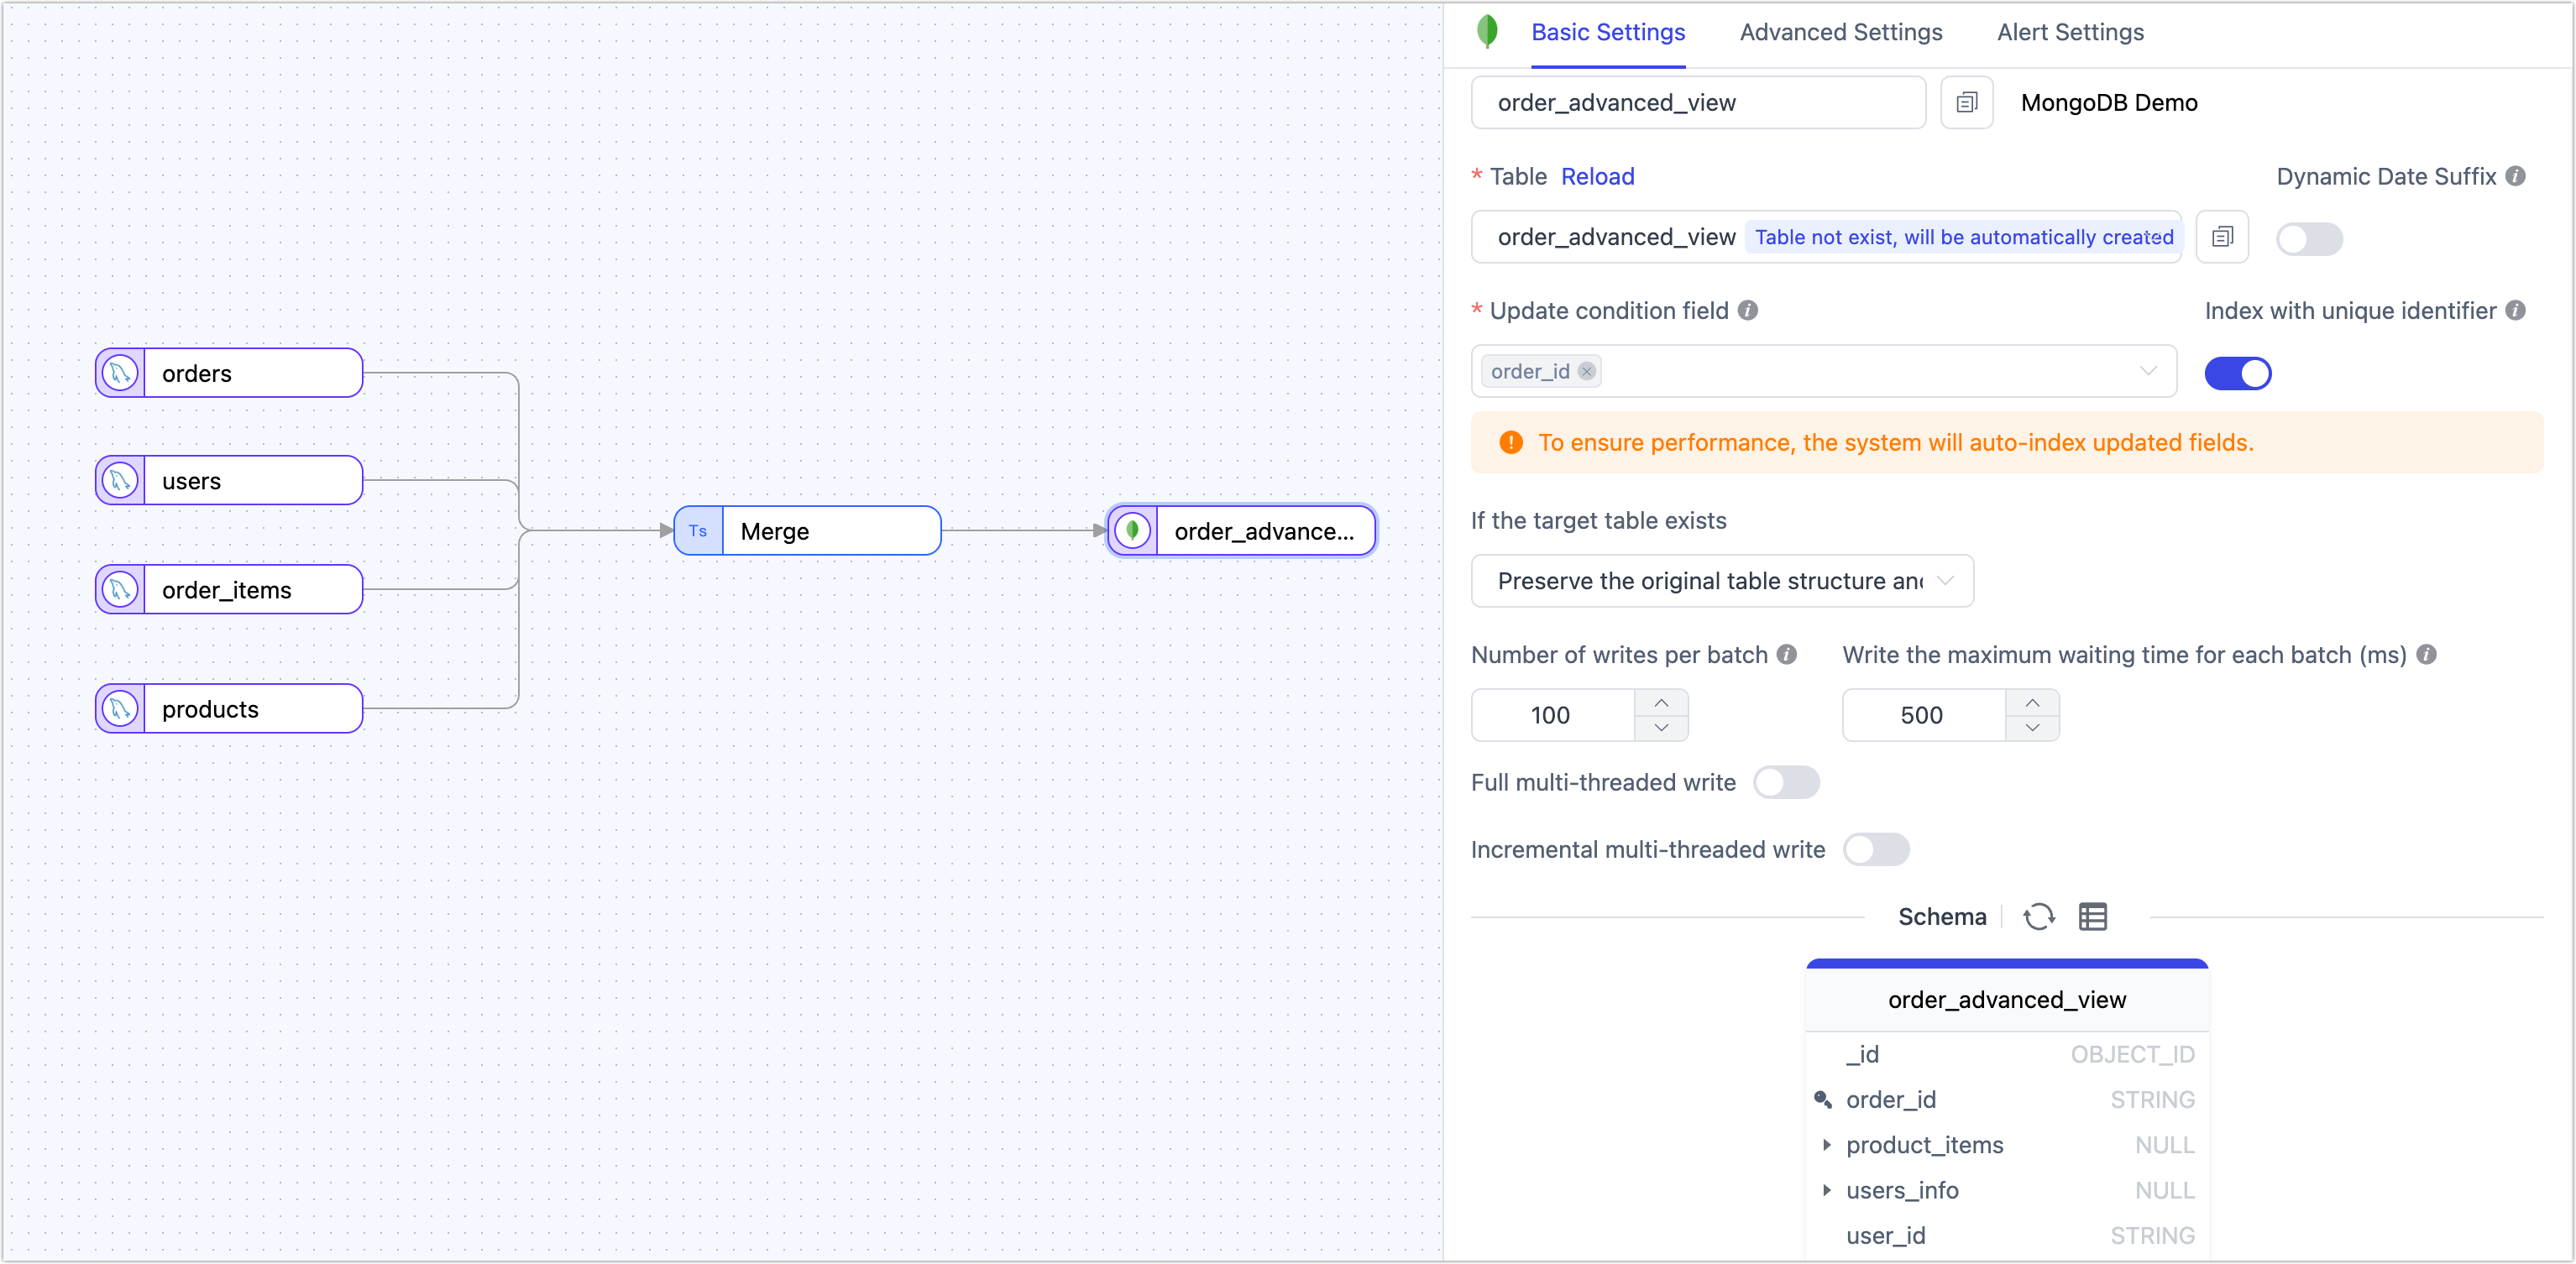 orders
users
order_items
products
Ts Merge
order_advance...
Basic Settings Advanced Settings Alert Settings
order_advanced_view MongoDB Demo
* Table Reload Dynamic Date Suffix
order_advanced_view Table not exist, will be automatically created
* Update condition field Index with unique identifier
order_id
To ensure performance, the system will auto-index updated fields.
If the target table exists
Preserve the original table structure and
Number of writes per batch Write the maximum waiting time for each batch (ms)
100 500
Full multi-threaded write
Incremental multi-threaded write
Schema
order_advanced_view
_id OBJECT_ID
order_id STRING
product_items NULL
users_info NULL
user_id STRING